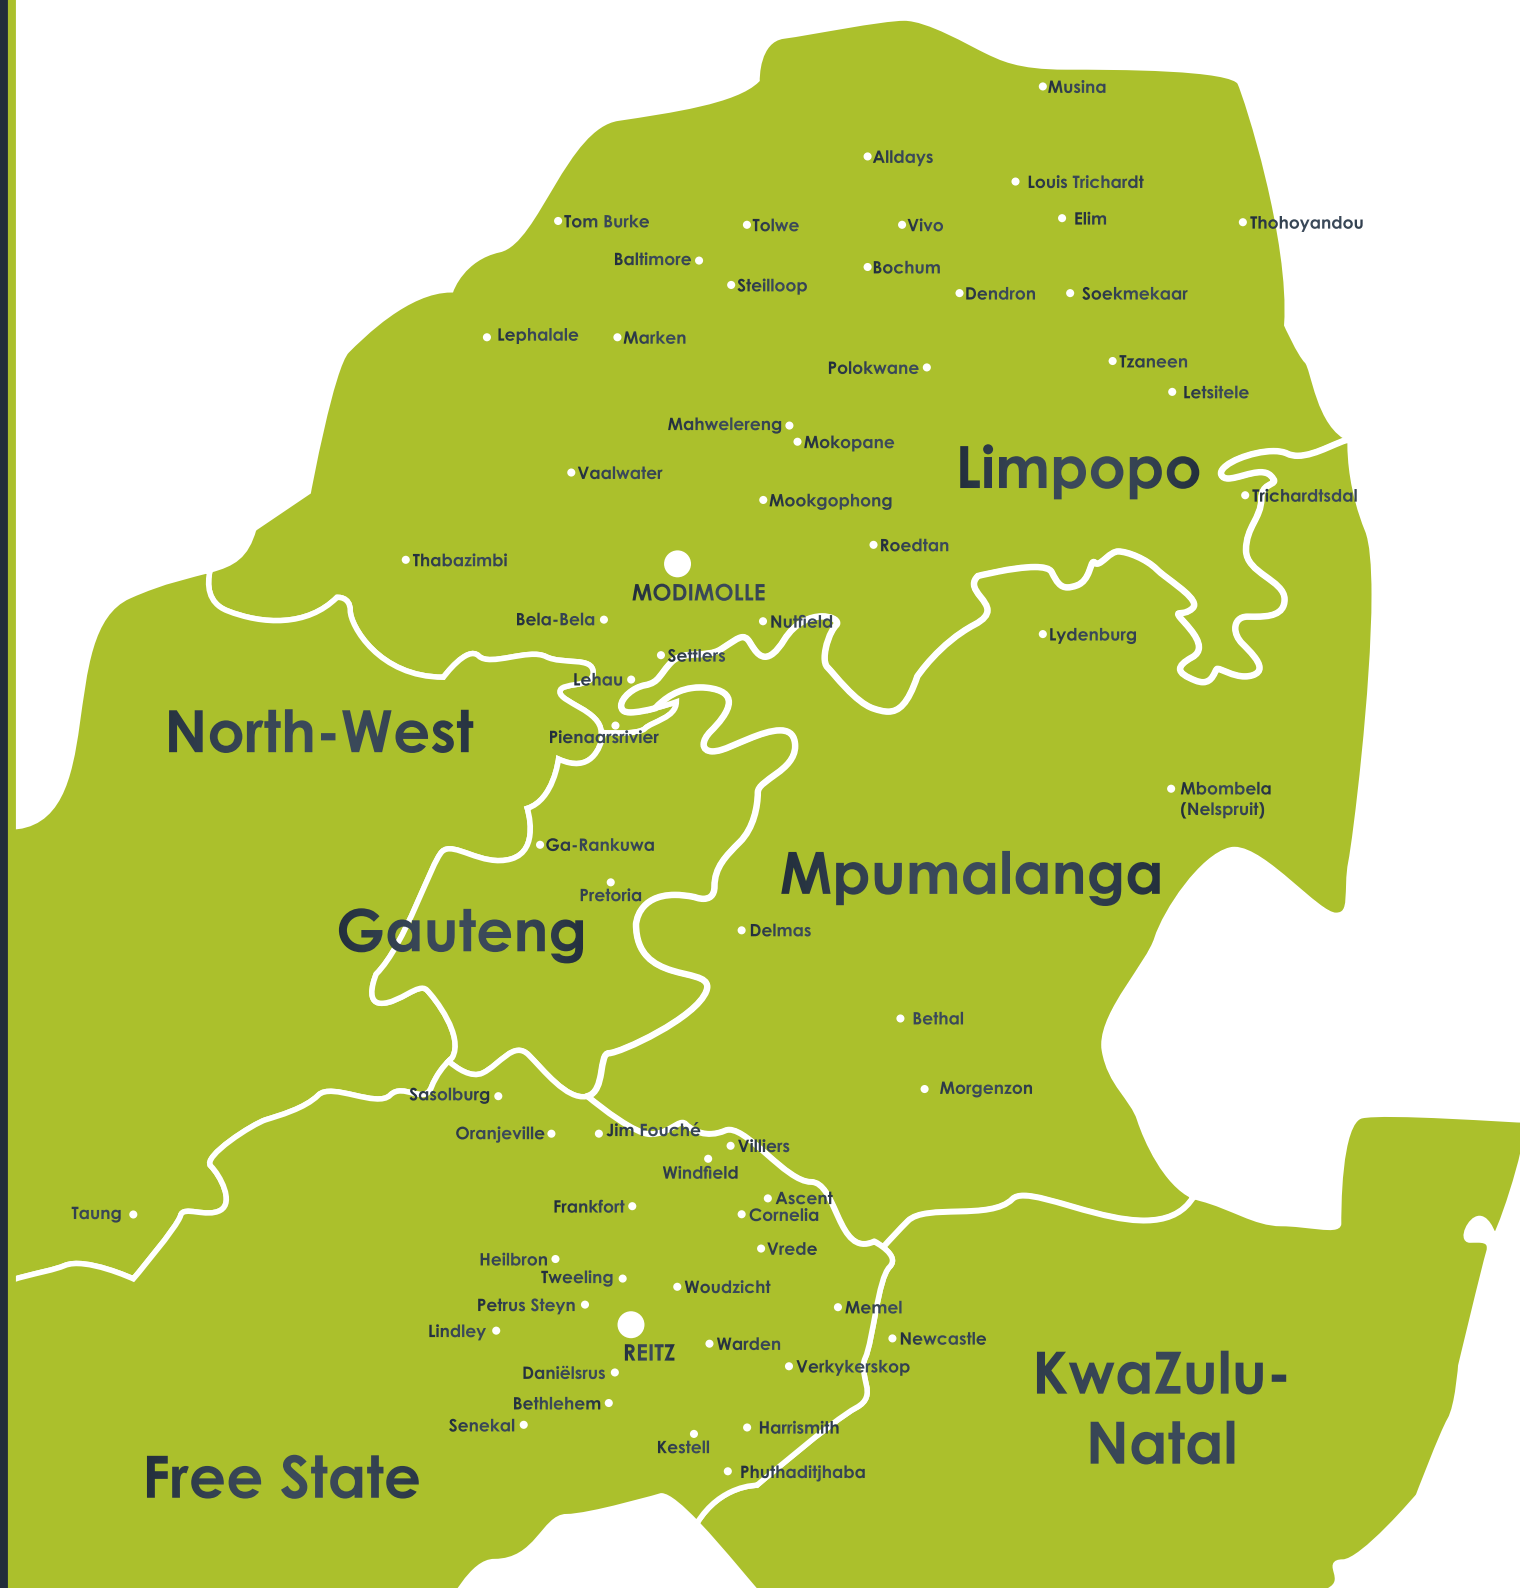 Musina
Alldays
Louis Trichardt
Tom Burke
Tolwe
Vivo
Elim
Thohoyandou
Baltimore
Bochum
Steilloop
Dendron
Soekmekaar
Lephalale
Marken
Polokwane
Tzaneen
Letsitele
Mahwelereng
Mokopane
Limpopo
Vaalwater
Mookgophong
Trichardtsdal
Roedtan
Thabazimbi
MODIMOLLE
Bela-Bela
Nutfield
Lydenburg
Settlers
Lehau
North-West
Pienaarsrivier
Mbombela
(Nelspruit)
Ga-Rankuwa
Mpumalanga
Pretoria
Gauteng
Delmas
Bethal
Morgenzon
Sasolburg
Oranjeville
Jim Fouché
Villiers
Windfield
Ascent
Frankfort
Taung
Cornelia
Vrede
Heilbron
Tweeling
Woudzicht
Petrus Steyn
Memel
Lindley
Newcastle
REITZ
Warden
Verkykerskop
Daniëlsrus
KwaZulu-
Natal
Bethlehem
Senekal
Harrismith
Kestell
Phuthaditjhaba
Free State